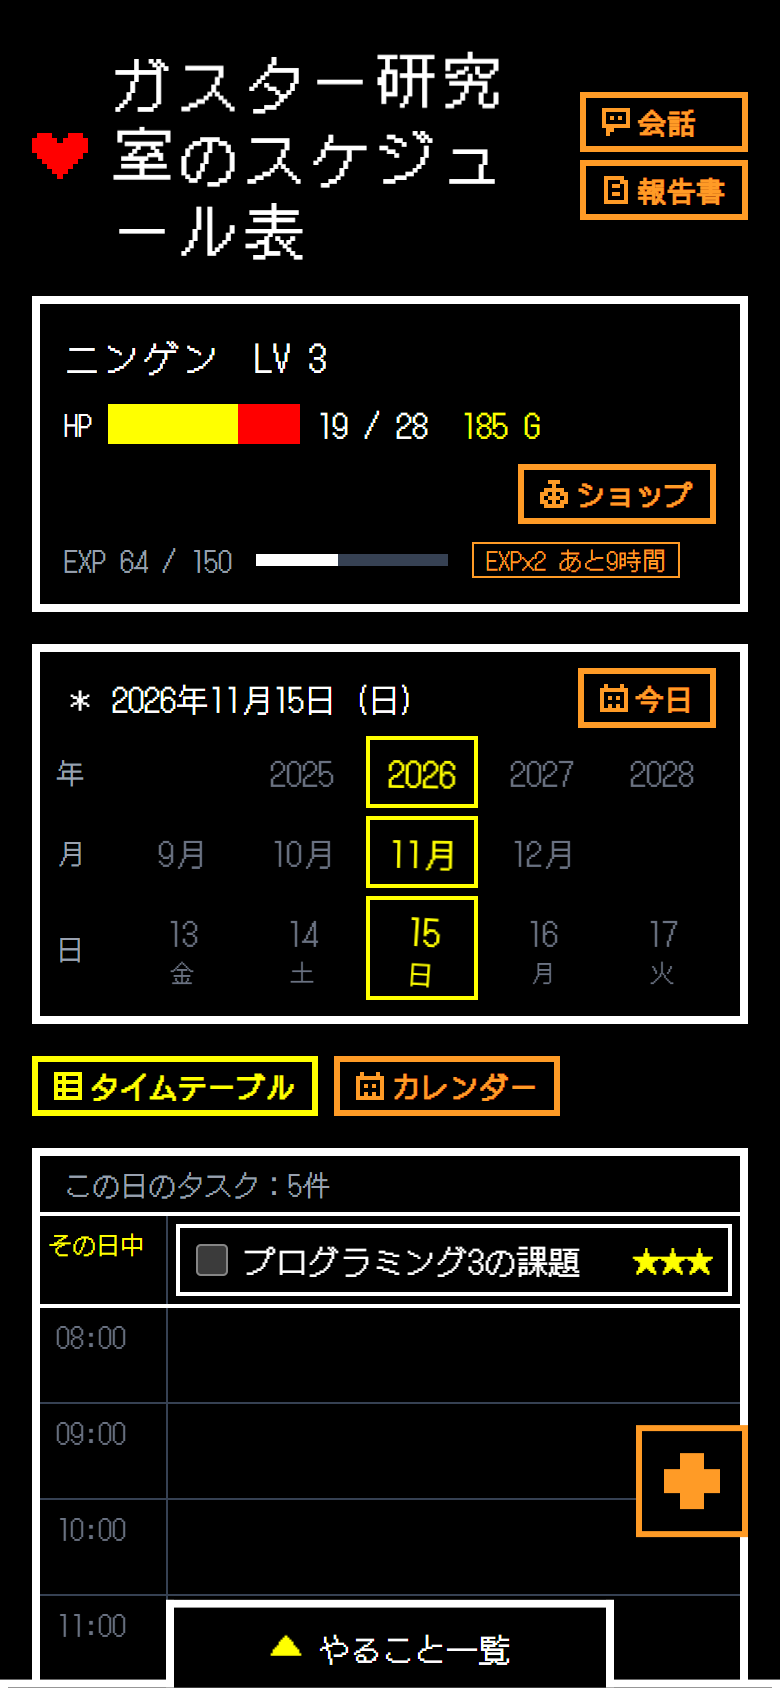 ガスター研究
室のスケジュ
ール表
会話
報告書
ニンゲン LV 3
HP 19 / 28 185 G
ショップ
EXP 64 / 150 EXPx2 あと9時間
* 2026年11月15日 (日) 今日
年 2025 2026 2027 2028
月 9月 10月 11月 12月
日 13 14 15 16 17
金 土 日 月 火
タイムテーブル カレンダー
この日のタスク：5件
その日中 プログラミング3の課題 ★★★
08:00
09:00
10:00
11:00
▲ やること一覧